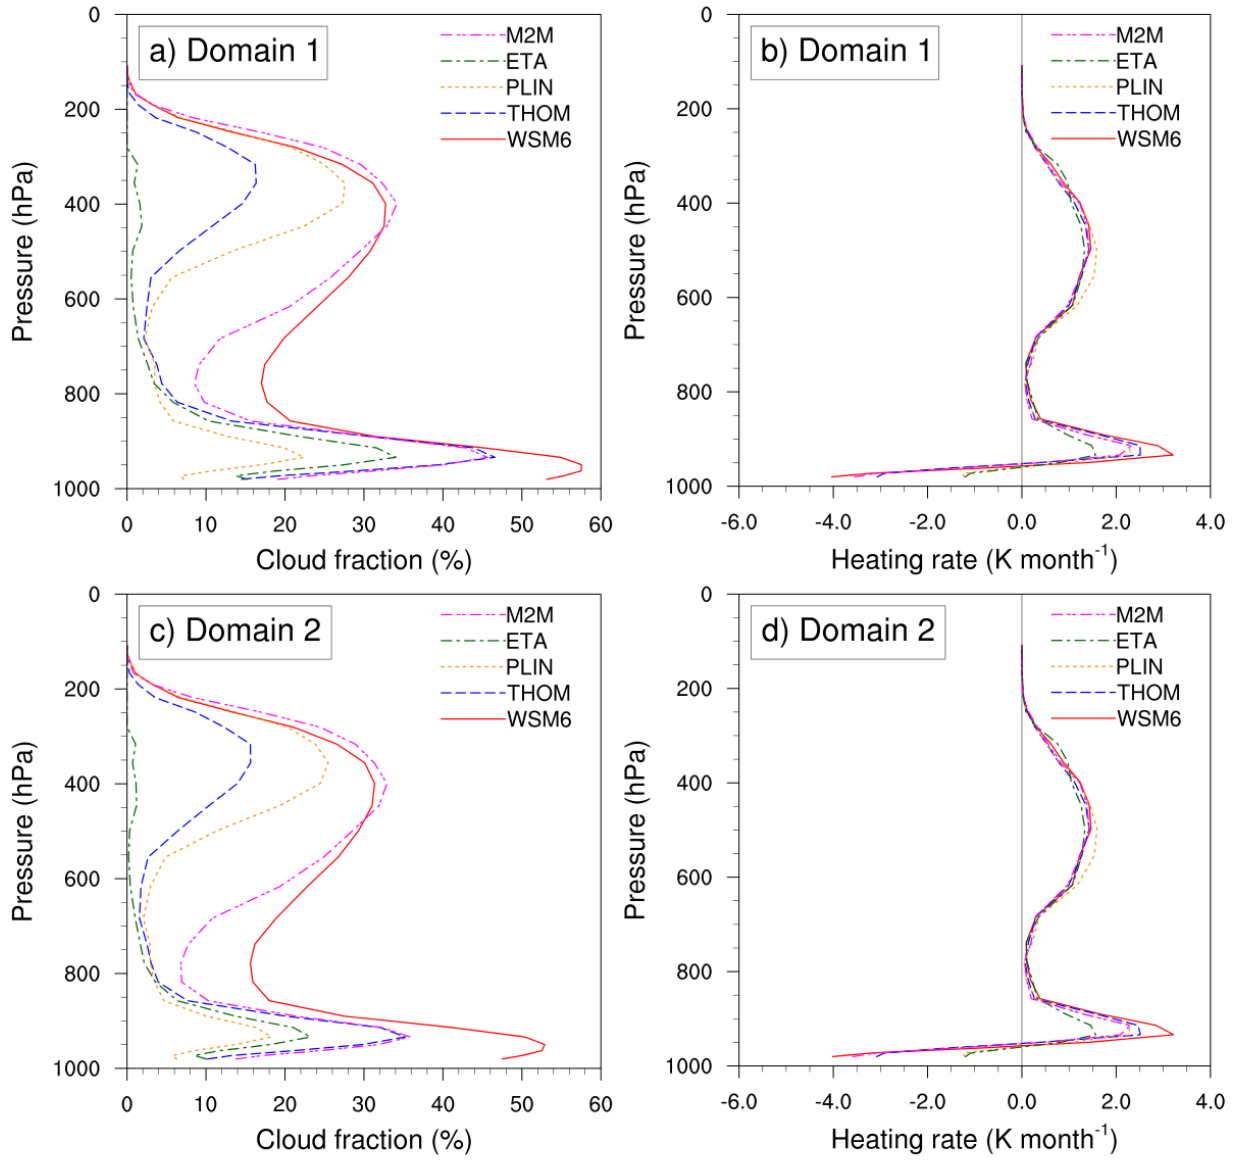 a) Domain 1
M2M
ETA
PLIN
THOM
WSM6
0
200
400
600
800
1000
Pressure (hPa)
0
10
20
30
40
50
60
Cloud fraction (%)
b) Domain 1
M2M
ETA
PLIN
THOM
WSM6
0
200
400
600
800
1000
Pressure (hPa)
-6.0
-4.0
-2.0
0.0
2.0
4.0
Heating rate (K month⁻¹)
c) Domain 2
M2M
ETA
PLIN
THOM
WSM6
0
200
400
600
800
1000
Pressure (hPa)
0
10
20
30
40
50
60
Cloud fraction (%)
d) Domain 2
M2M
ETA
PLIN
THOM
WSM6
0
200
400
600
800
1000
Pressure (hPa)
-6.0
-4.0
-2.0
0.0
2.0
4.0
Heating rate (K month⁻¹)